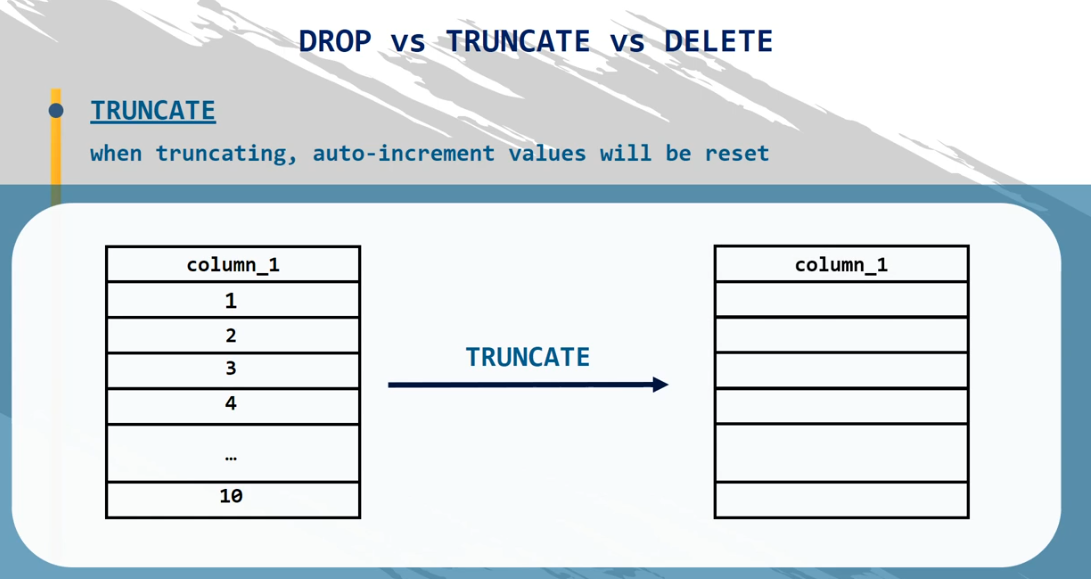 DROP vs TRUNCATE vs DELETE
TRUNCATE
when truncating, auto-increment values will be reset
column_1
1
2
3
4
…
10
TRUNCATE
column_1